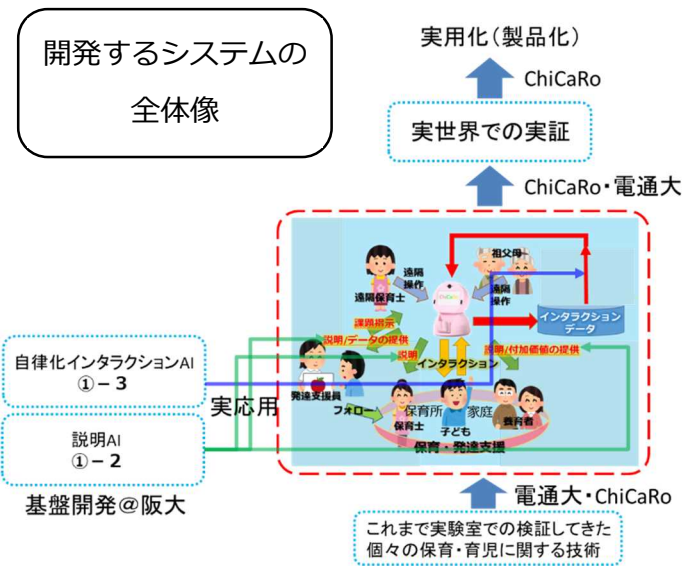 開発するシステムの
全体像
実用化（製品化）
ChiCaRo
実世界での実証
ChiCaRo・電通大
祖父母
遠隔
操作
遠隔保育士
遠隔
操作
ChiCaRo
インタラクション
データ
課題掲示
説明/データの提供
説明
インタラクション
説明/付加価値の提供
自律化インタラクションAI
①－3
発達支援員
実応用
フォロー
保育所
家庭
保育士
子ども
養育者
保育・発達支援
説明AI
①－2
基盤開発＠阪大
電通大・ChiCaRo
これまで実験室での検証してきた
個々の保育・育児に関する技術